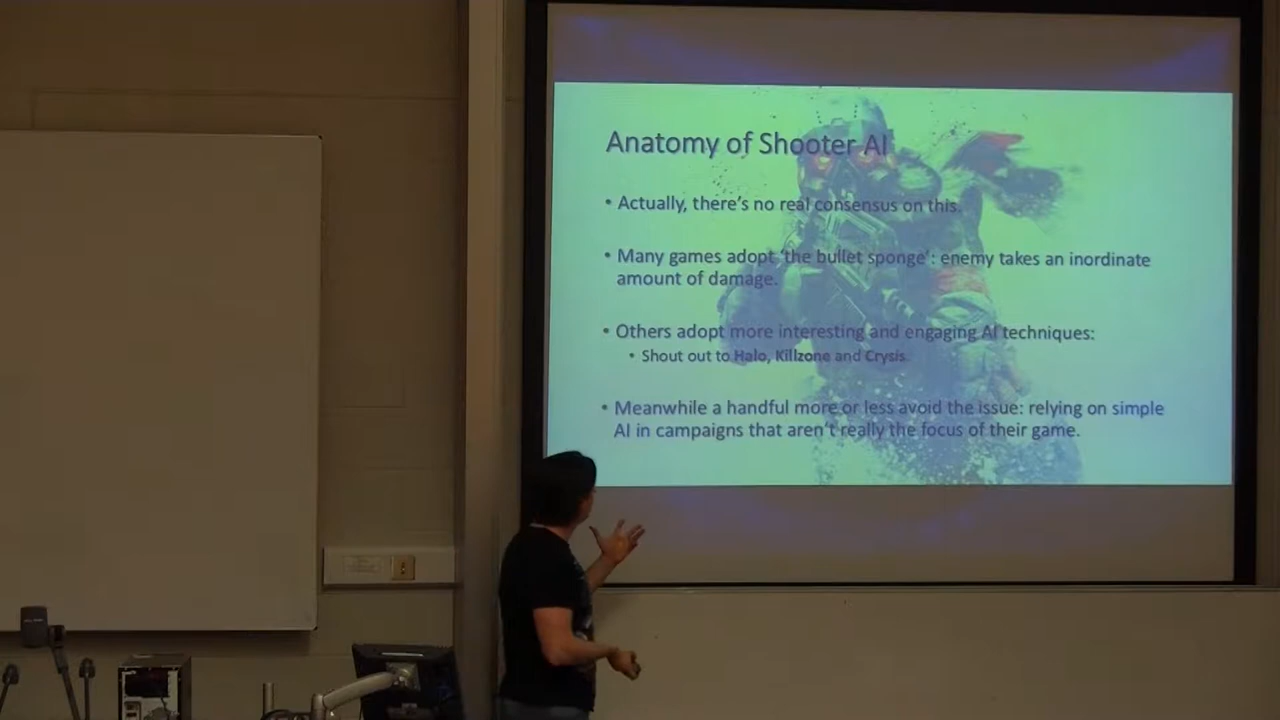 Anatomy of Shooter AI
• Actually, there's no real consensus on this.
• Many games adopt 'the bullet sponge': enemy takes an inordinate
amount of damage.
• Others adopt more interesting and engaging AI techniques:
• Shout out to Halo, Killzone and Crysis.
• Meanwhile a handful more or less avoid the issue: relying on simple
AI in campaigns that aren't really the focus of their game.